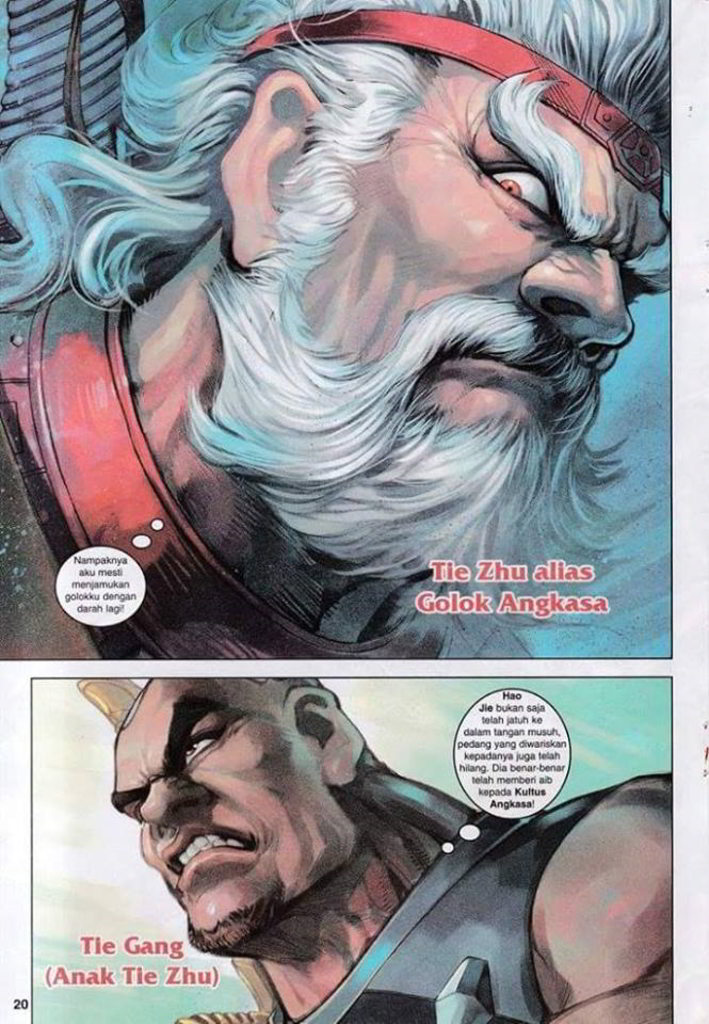 Nampaknya
aku mesti
menjamukan
golokku dengan
darah lagi!
Tie Zhu alias
Golok Angkasa
Hao
Jie bukan saja
telah jatuh ke
dalam tangan musuh,
pedang yang diwariskan
kepadanya juga telah
hilang. Dia benar-benar
telah memberi aib
kepada Kultus
Angkasa!
Tie Gang
(Anak Tie Zhu)
20